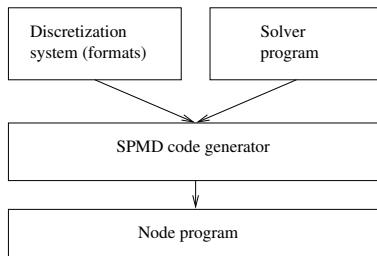 Discretization
system (formats)
Solver
program
SPMD code generator
Node program